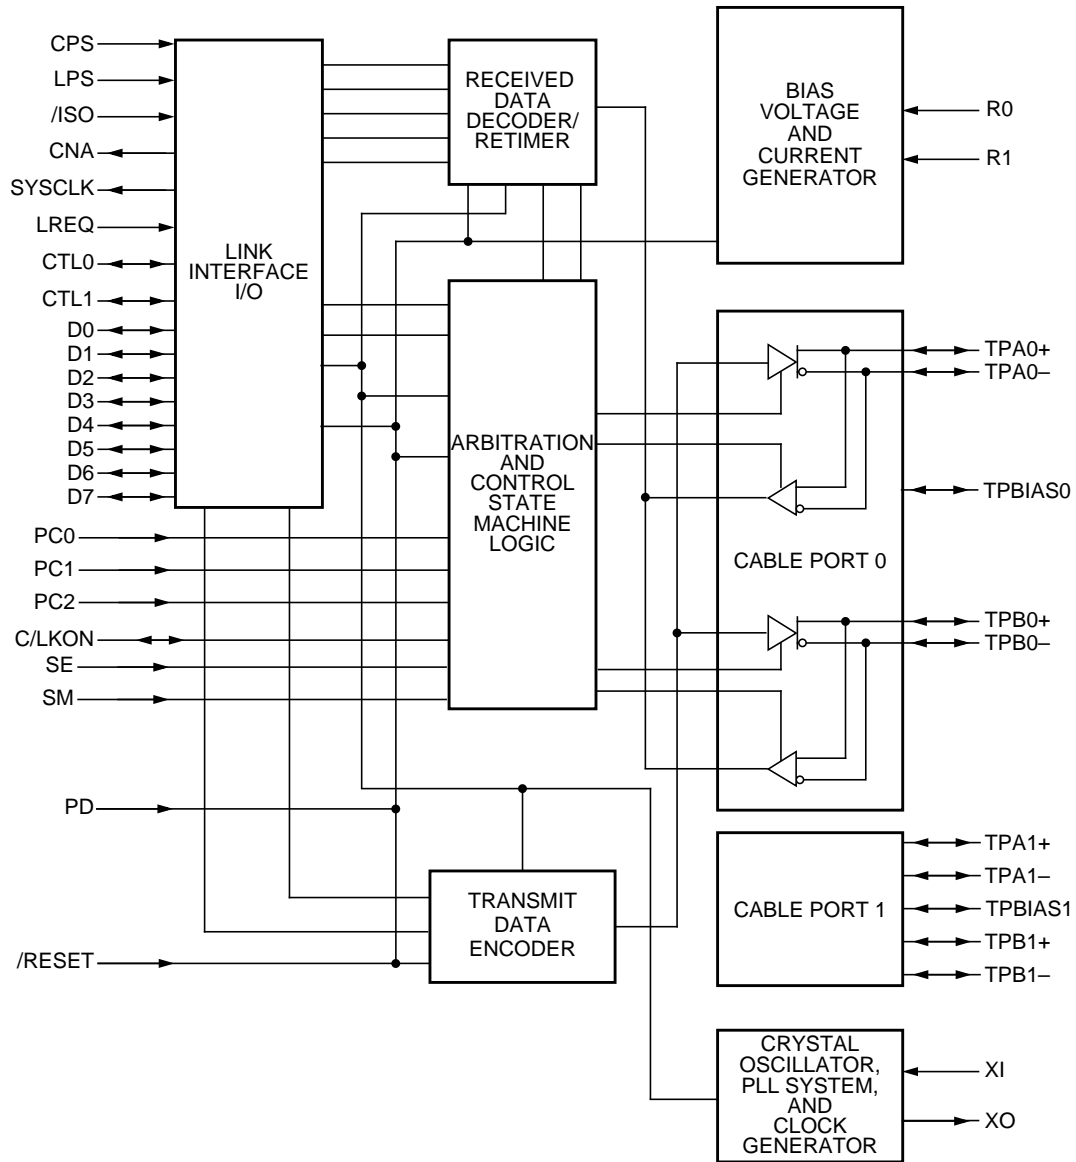 CPS
LPS
/ISO
CNA
SYSCLK
LREQ
CTL0
CTL1
D0
D1
D2
D3
D4
D5
D6
D7
PC0
PC1
PC2
C/LKON
SE
SM
PD
/RESET
LINK
INTERFACE
I/O
RECEIVED
DATA
DECODER/
RETIMER
ARBITRATION
AND
CONTROL
STATE
MACHINE
LOGIC
TRANSMIT
DATA
ENCODER
BIAS
VOLTAGE
AND
CURRENT
GENERATOR
R0
R1
CABLE PORT 0
TPA0+
TPA0–
TPBIAS0
TPB0+
TPB0–
CABLE PORT 1
TPA1+
TPA1–
TPBIAS1
TPB1+
TPB1–
CRYSTAL
OSCILLATOR,
PLL SYSTEM,
AND
CLOCK
GENERATOR
XI
XO